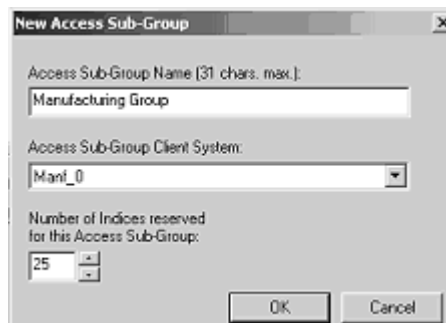 New Access Sub-Group
Access Sub-Group Name (31 chars. max.):
Manufacturing Group
Access Sub-Group Client System:
Manf_0
Number of Indices reserved
for this Access Sub-Group:
25
OK
Cancel